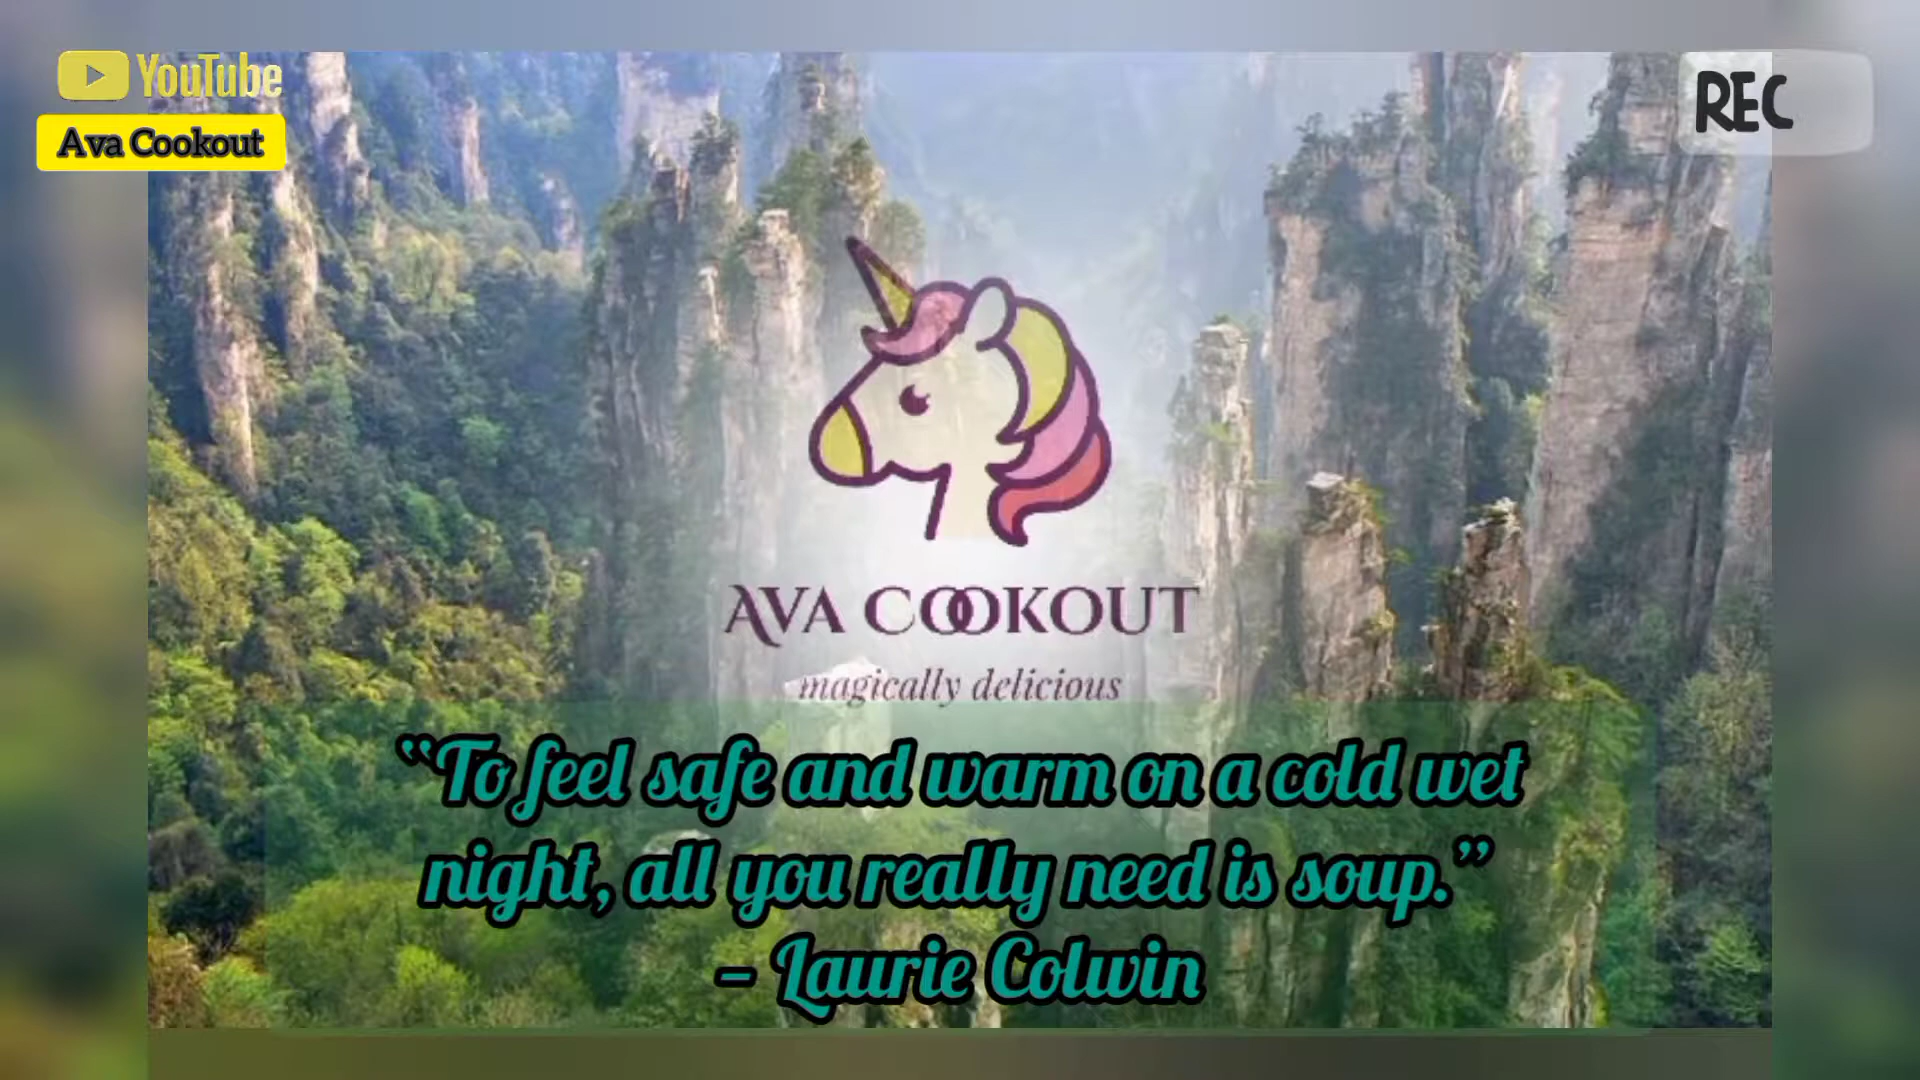 YouTube
Ava Cookout
REC
AVA COOKOUT
magically delicious
“To feel safe and warm on a cold wet
night, all you really need is soup.”
– Laurie Colwin